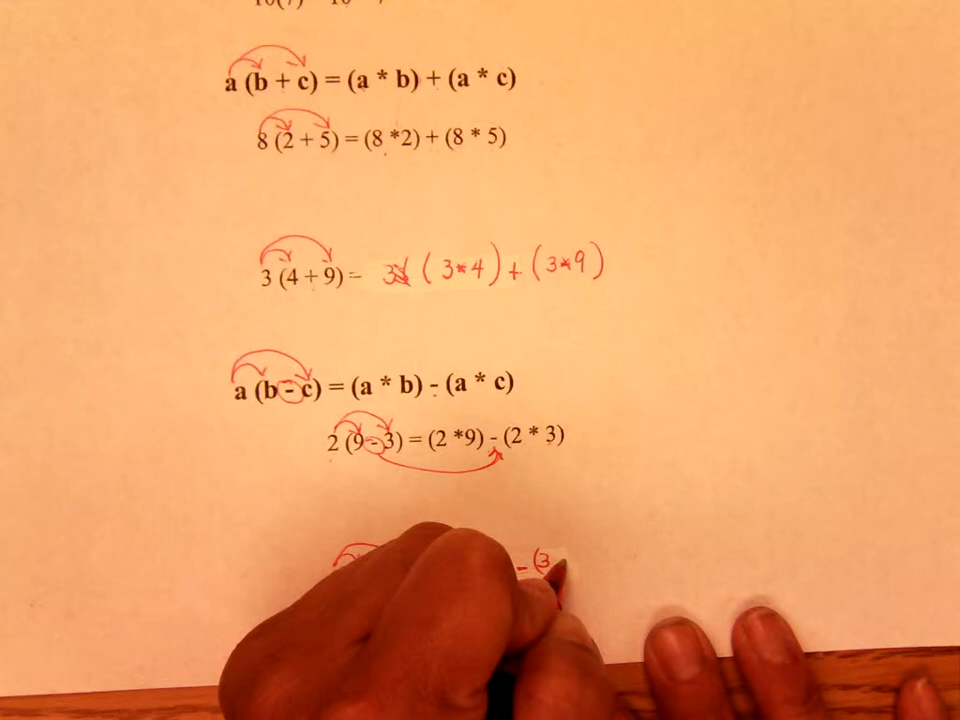 a (b + c) = (a * b) + (a * c)
8 (2 + 5) = (8 *2) + (8 * 5)
3 (4 + 9) = (3*4) + (3*9)
a (b - c) = (a * b) - (a * c)
2 (9 - 3) = (2 *9) - (2 * 3)
- (3